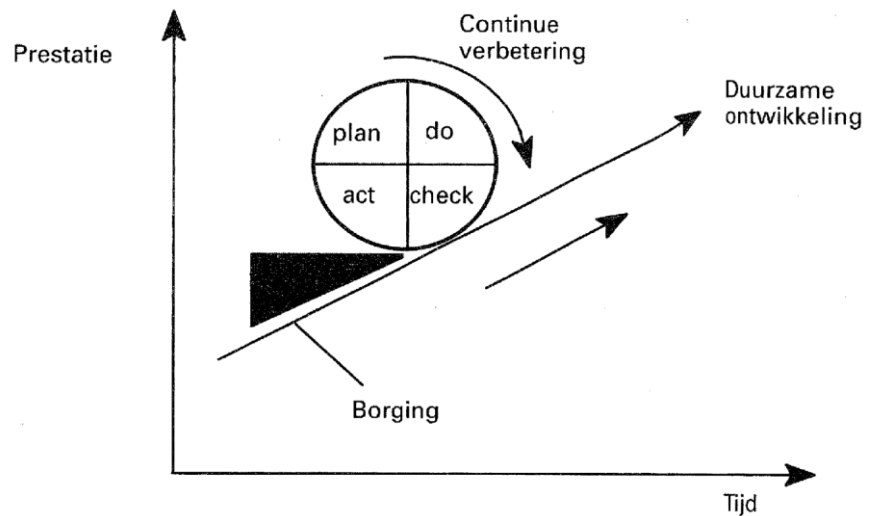 Prestatie
Continue
verbetering
Duurzame
ontwikkeling
plan
do
act
check
Borging
Tijd